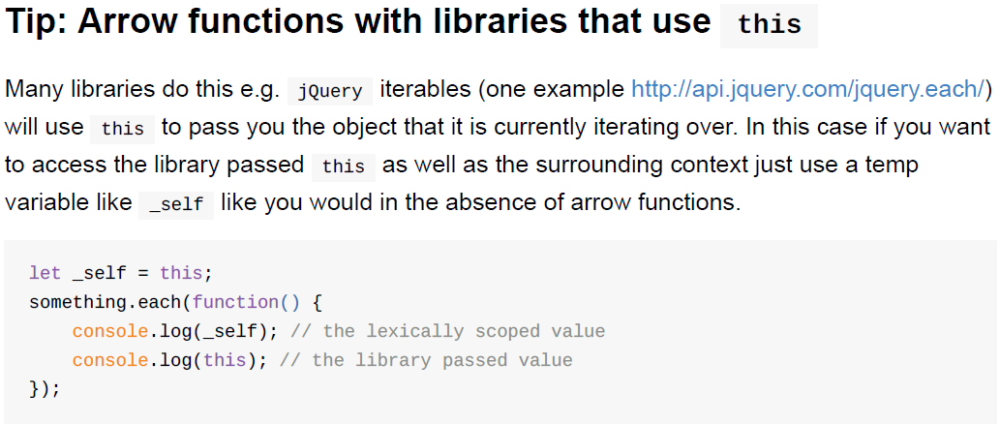 Tip: Arrow functions with libraries that use this
Many libraries do this e.g. jQuery iterables (one example http://api.jquery.com/jquery.each/)
will use this to pass you the object that it is currently iterating over. In this case if you want
to access the library passed this as well as the surrounding context just use a temp
variable like _self like you would in the absence of arrow functions.
let _self = this;
something.each(function() {
    console.log(_self); // the lexically scoped value
    console.log(this); // the library passed value
});